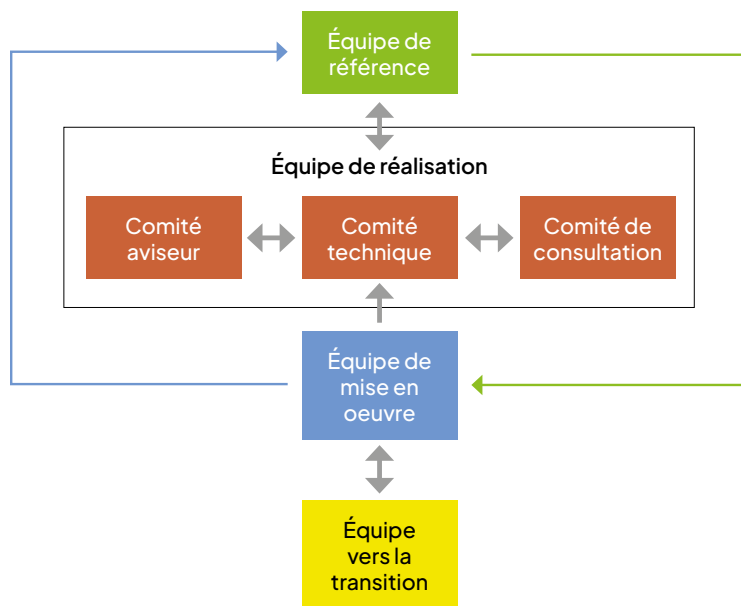 Équipe de
référence
Équipe de réalisation
Comité
aviseur
Comité
technique
Comité de
consultation
Équipe de
mise en
oeuvre
Équipe
vers la
transition